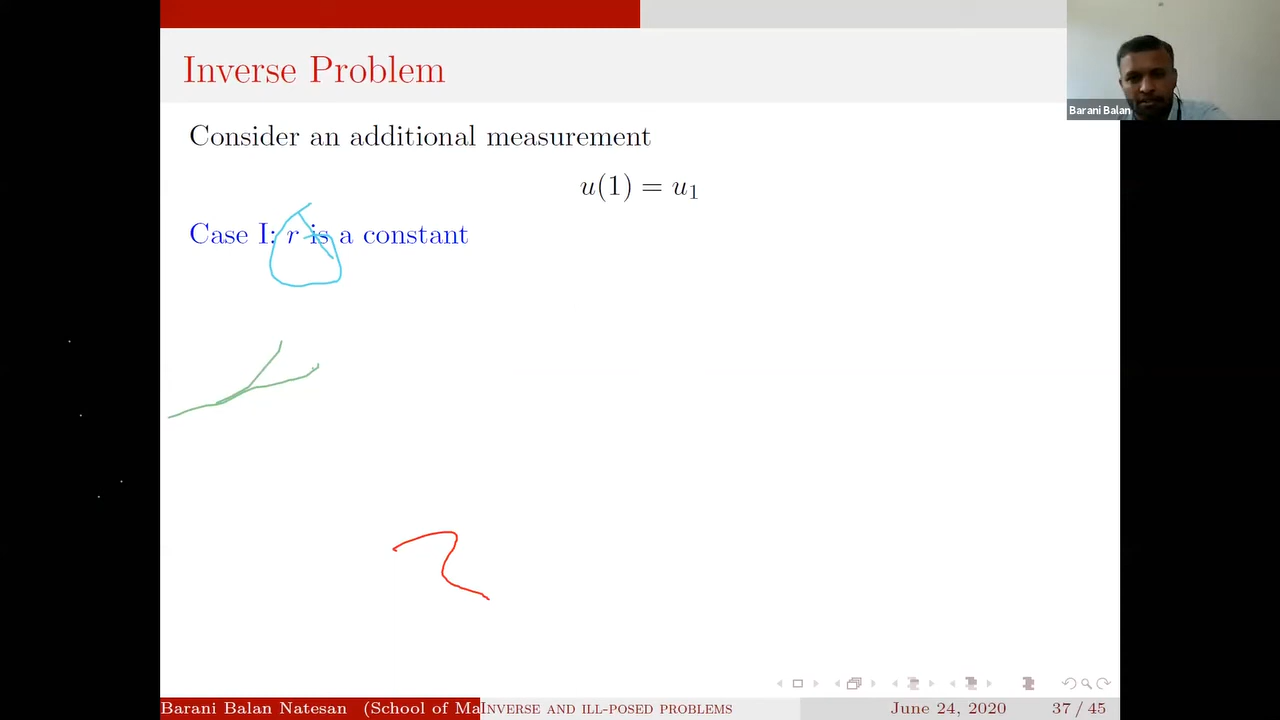 Inverse Problem
Barani Balan
Consider an additional measurement
u(1) = u₁
Case I: r is a constant
Barani Balan Natesan (School of Ma
Inverse and ill-posed problems
June 24, 2020
37 / 45